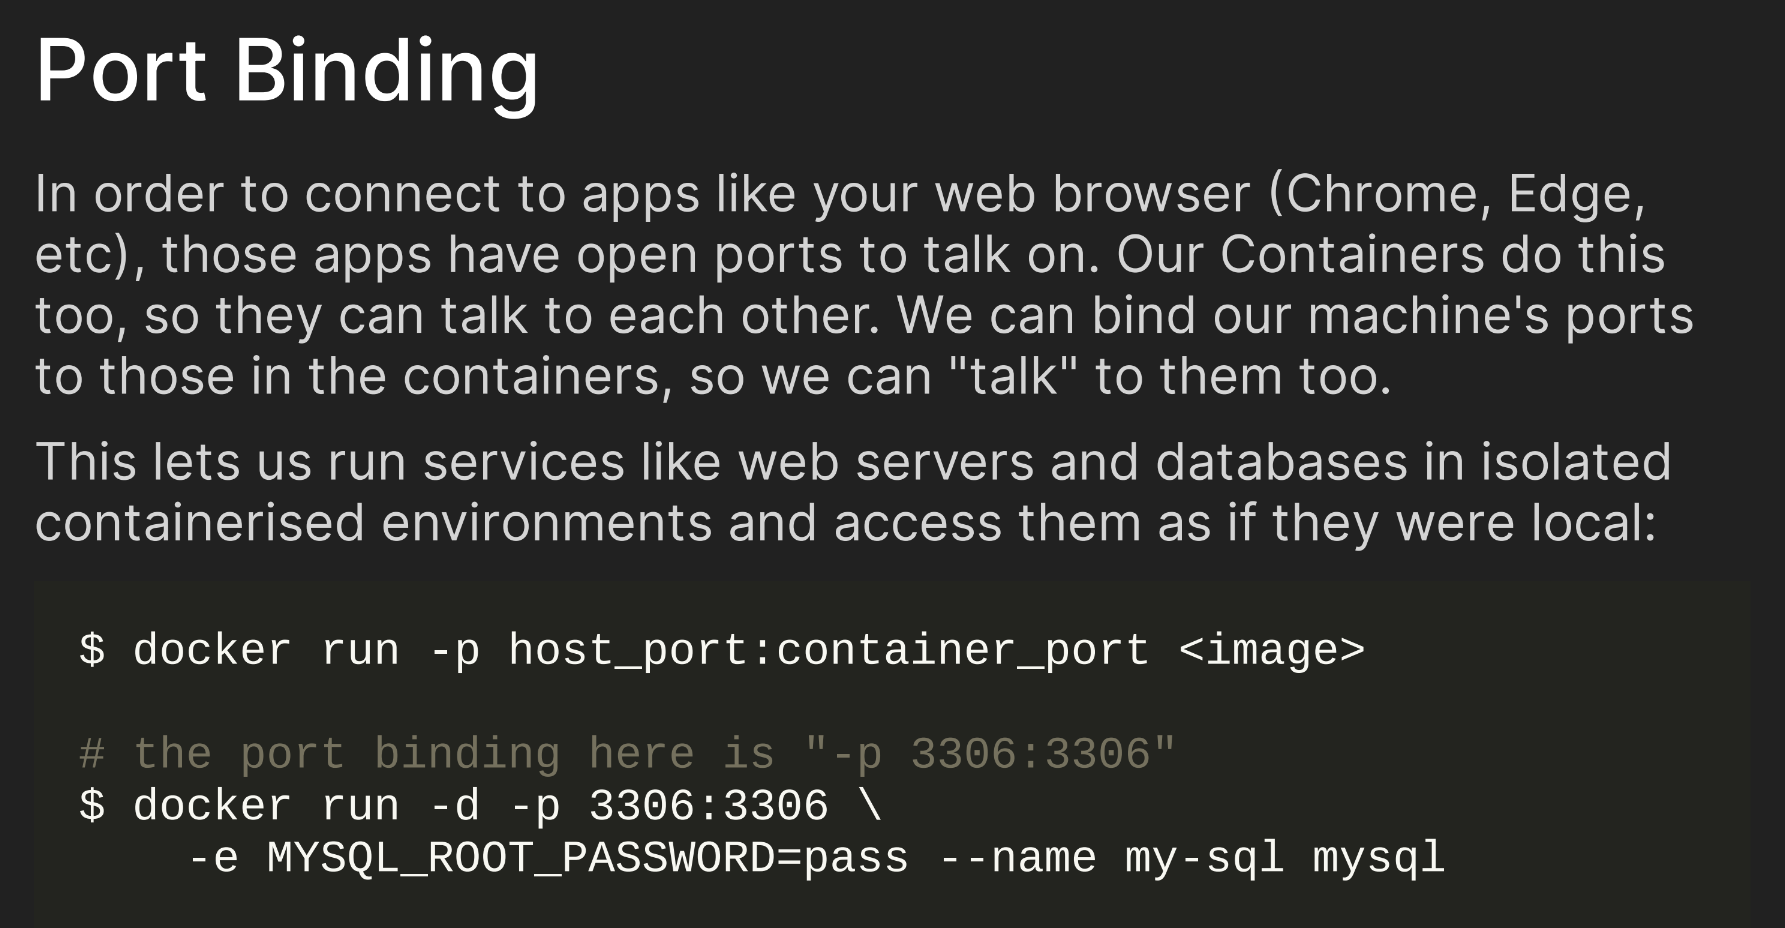 Port Binding
In order to connect to apps like your web browser (Chrome, Edge,
etc), those apps have open ports to talk on. Our Containers do this
too, so they can talk to each other. We can bind our machine's ports
to those in the containers, so we can "talk" to them too.
This lets us run services like web servers and databases in isolated
containerised environments and access them as if they were local:
$ docker run -p host_port:container_port <image>
# the port binding here is "-p 3306:3306"
$ docker run -d -p 3306:3306 \
-e MYSQL_ROOT_PASSWORD=pass --name my-sql mysql